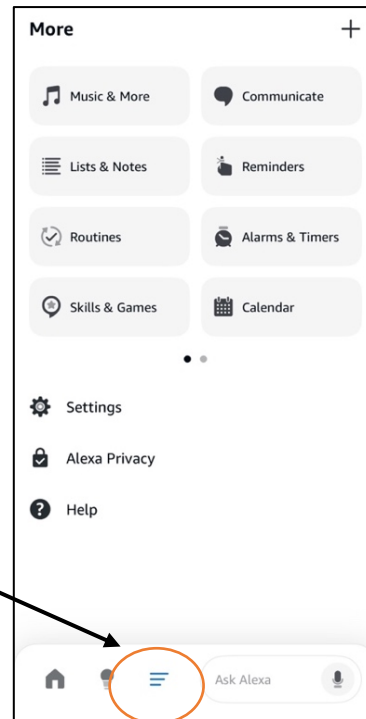 More
Music & More
Communicate
Lists & Notes
Reminders
Routines
Alarms & Timers
Skills & Games
Calendar
Settings
Alexa Privacy
Help
Ask Alexa